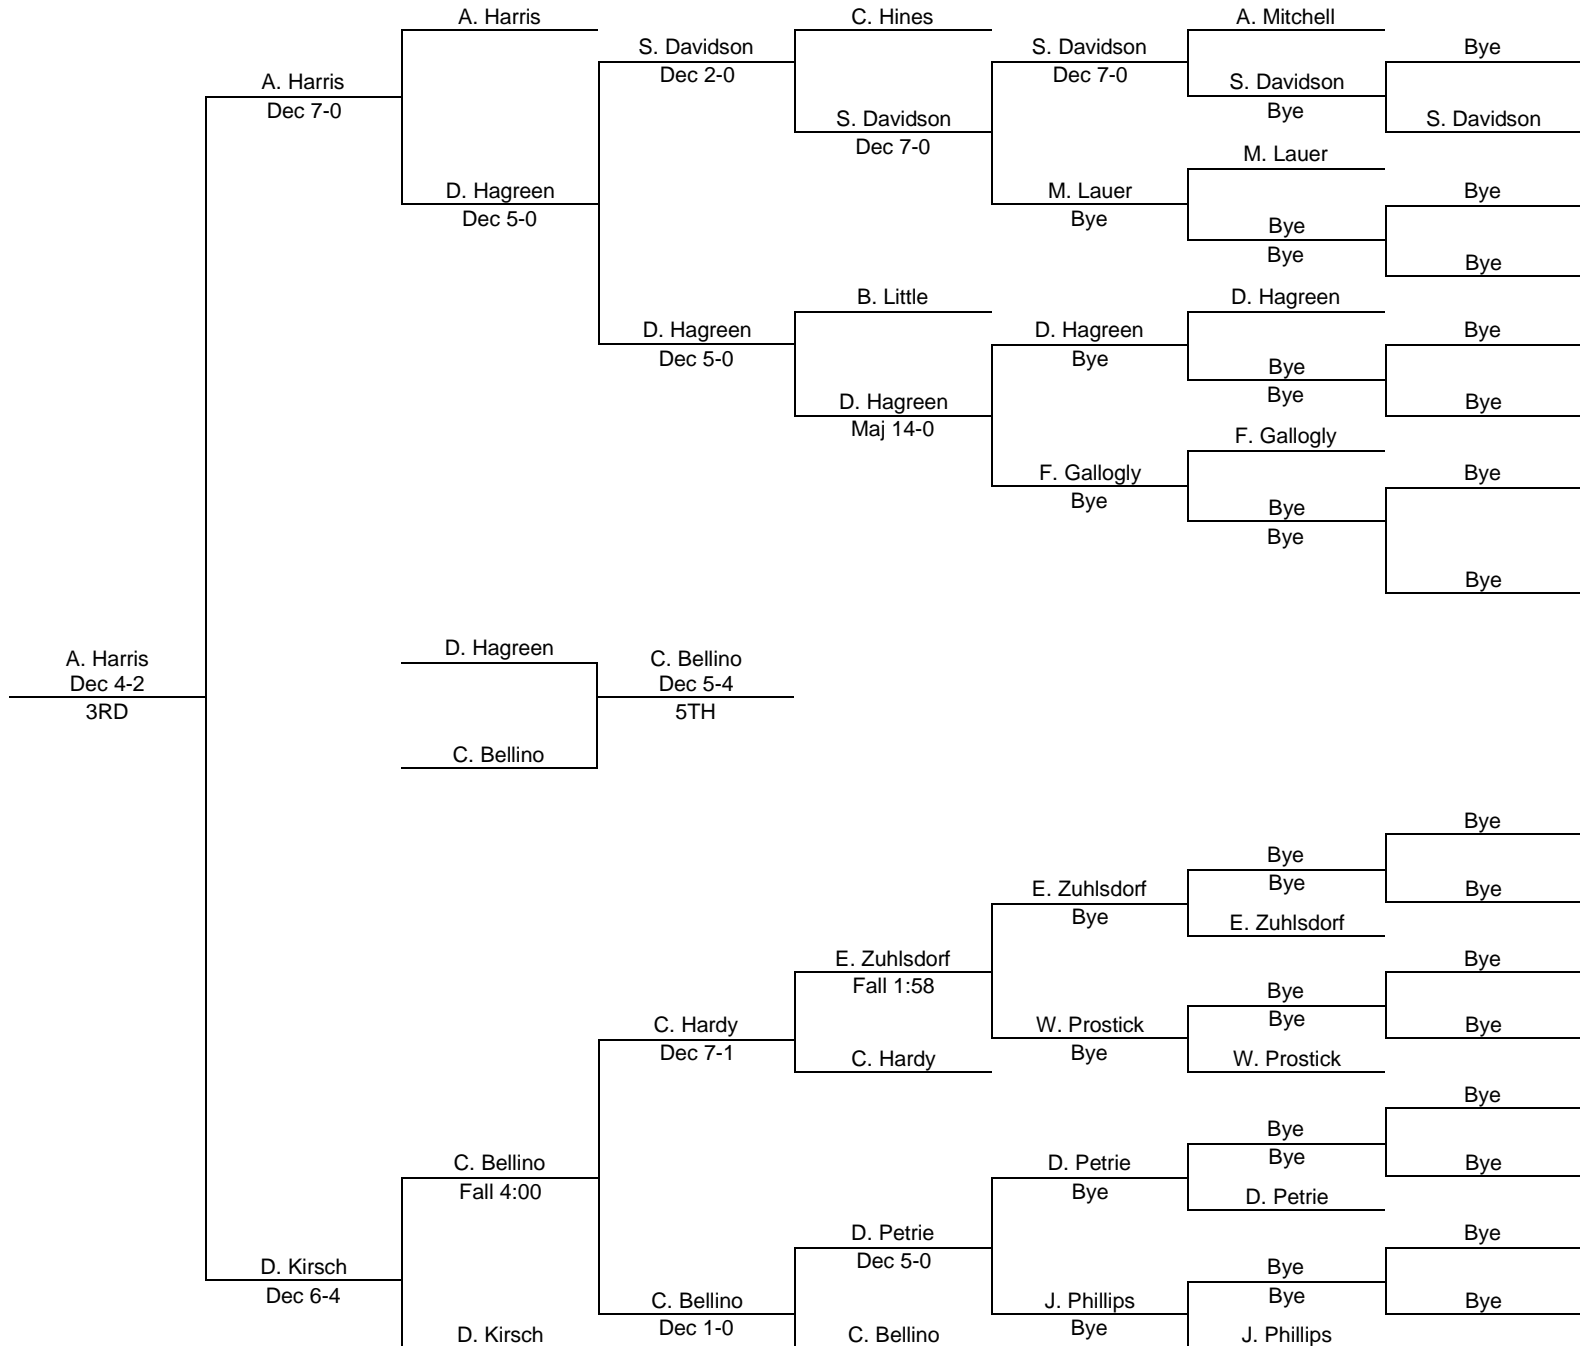 A. Harris
C. Hines
A. Mitchell
S. Davidson
Dec 2-0
S. Davidson
Dec 7-0
Bye
A. Harris
Dec 7-0
S. Davidson
Bye
S. Davidson
Dec 7-0
S. Davidson
M. Lauer
D. Hagreen
Dec 5-0
M. Lauer
Bye
Bye
Bye
Bye
Bye
B. Little
D. Hagreen
D. Hagreen
Dec 5-0
D. Hagreen
Bye
Bye
Bye
Bye
D. Hagreen
Maj 14-0
Bye
F. Gallogly
F. Gallogly
Bye
Bye
Bye
Bye
Bye
D. Hagreen
A. Harris
Dec 4-2
3RD
C. Bellino
Dec 5-4
5TH
C. Bellino
Bye
Bye
Bye
E. Zuhlsdorf
Bye
Bye
E. Zuhlsdorf
E. Zuhlsdorf
Fall 1:58
Bye
Bye
Bye
C. Hardy
Dec 7-1
W. Prostick
Bye
Bye
C. Hardy
W. Prostick
Bye
Bye
Bye
C. Bellino
Fall 4:00
D. Petrie
Bye
Bye
D. Petrie
D. Petrie
Dec 5-0
Bye
D. Kirsch
Dec 6-4
Bye
Bye
C. Bellino
Dec 1-0
J. Phillips
Bye
Bye
D. Kirsch
C. Bellino
J. Phillips